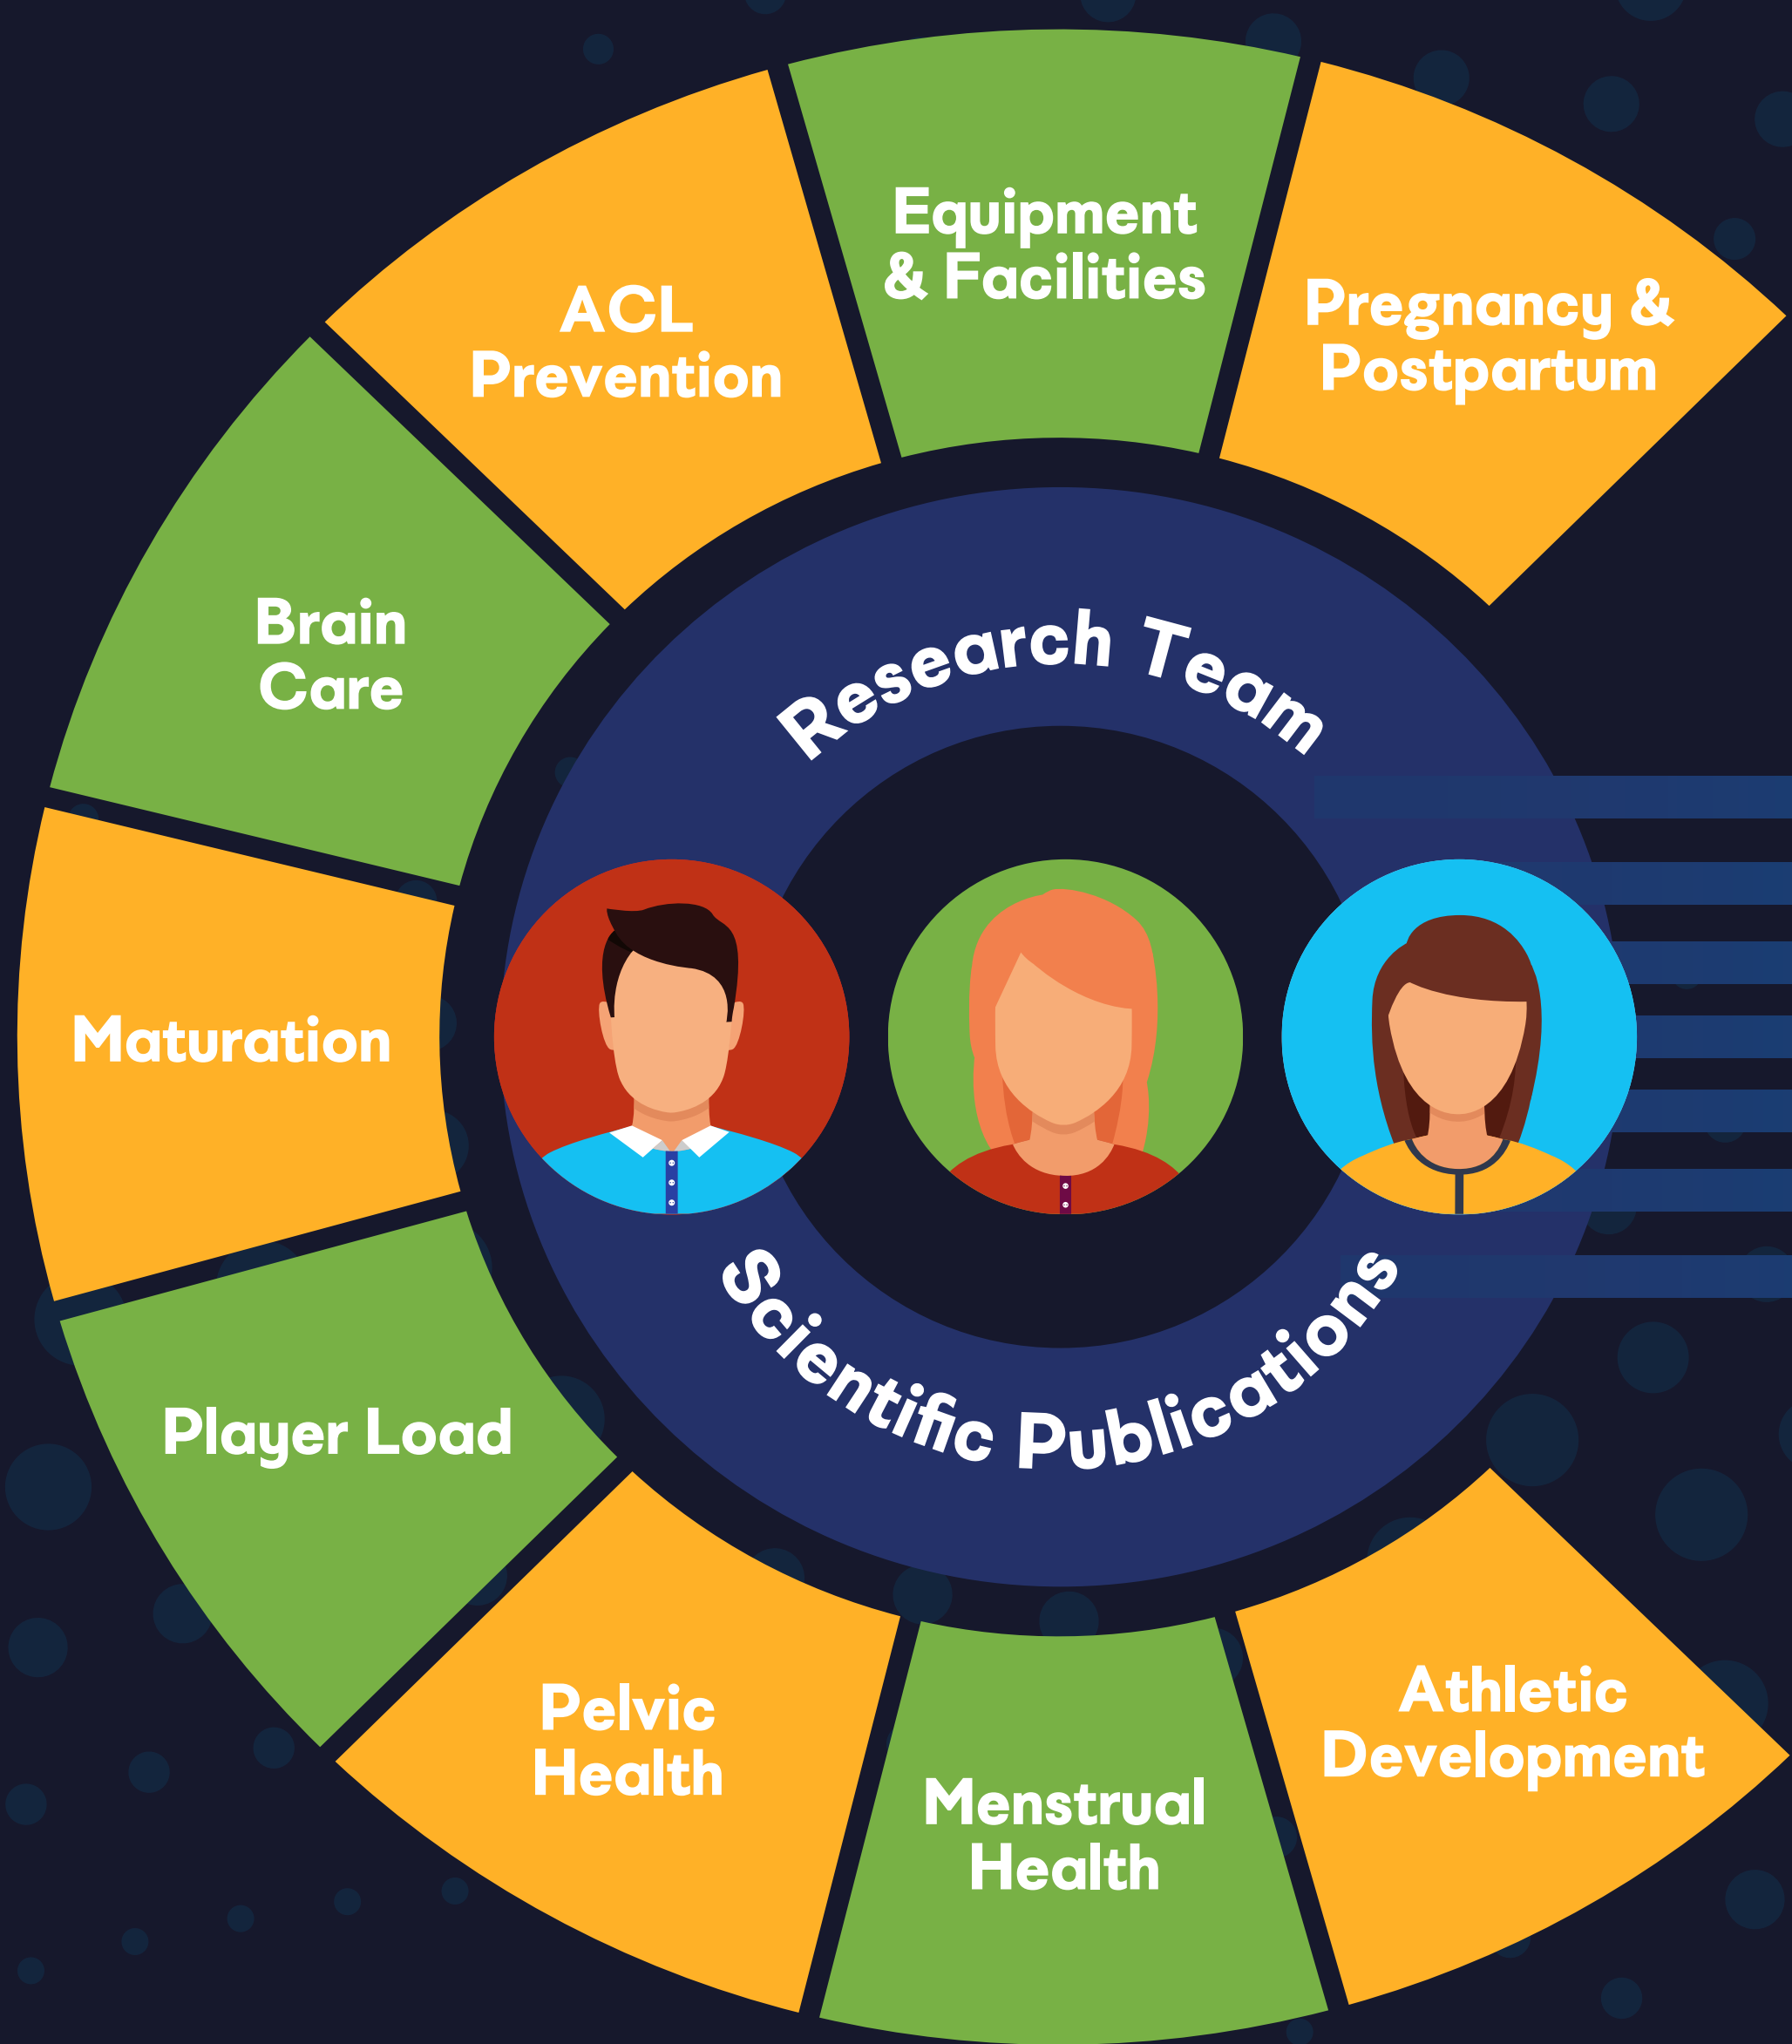 Equipment
& Facilities
Pregnancy &
Postpartum
ACL
Prevention
Brain
Care
Research Team
Maturation
Scientific Publications
Player Load
Pelvic
Health
Menstrual
Health
Athletic
Development